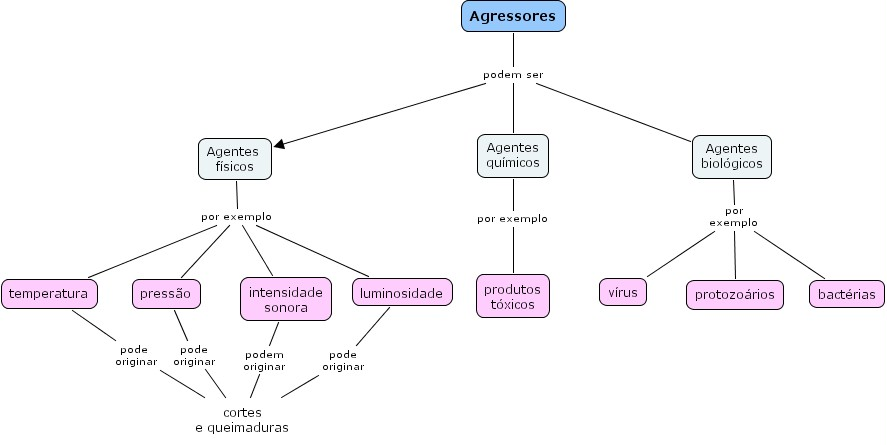 Agressores
podem ser
Agentes
físicos
Agentes
químicos
Agentes
biológicos
por exemplo
por exemplo
por
exemplo
temperatura
pressão
intensidade
sonora
luminosidade
produtos
tóxicos
vírus
protozoários
bactérias
pode
originar
pode
originar
podem
originar
pode
originar
cortes
e queimaduras